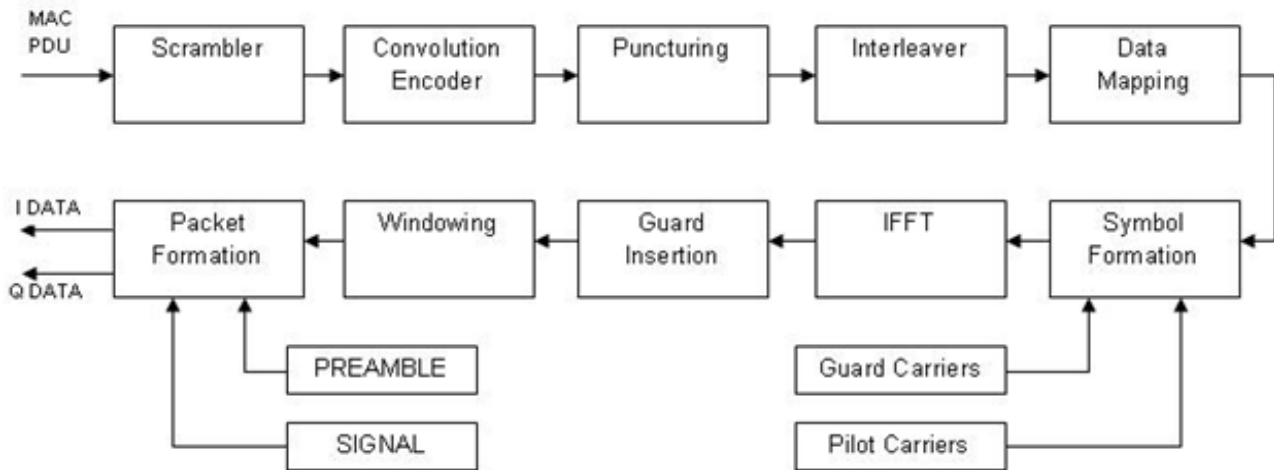 MAC
PDU
Scrambler
Convolution
Encoder
Puncturing
Interleaver
Data
Mapping
I DATA
Q DATA
Packet
Formation
Windowing
Guard
Insertion
IFFT
Symbol
Formation
PREAMBLE
Guard Carriers
SIGNAL
Pilot Carriers